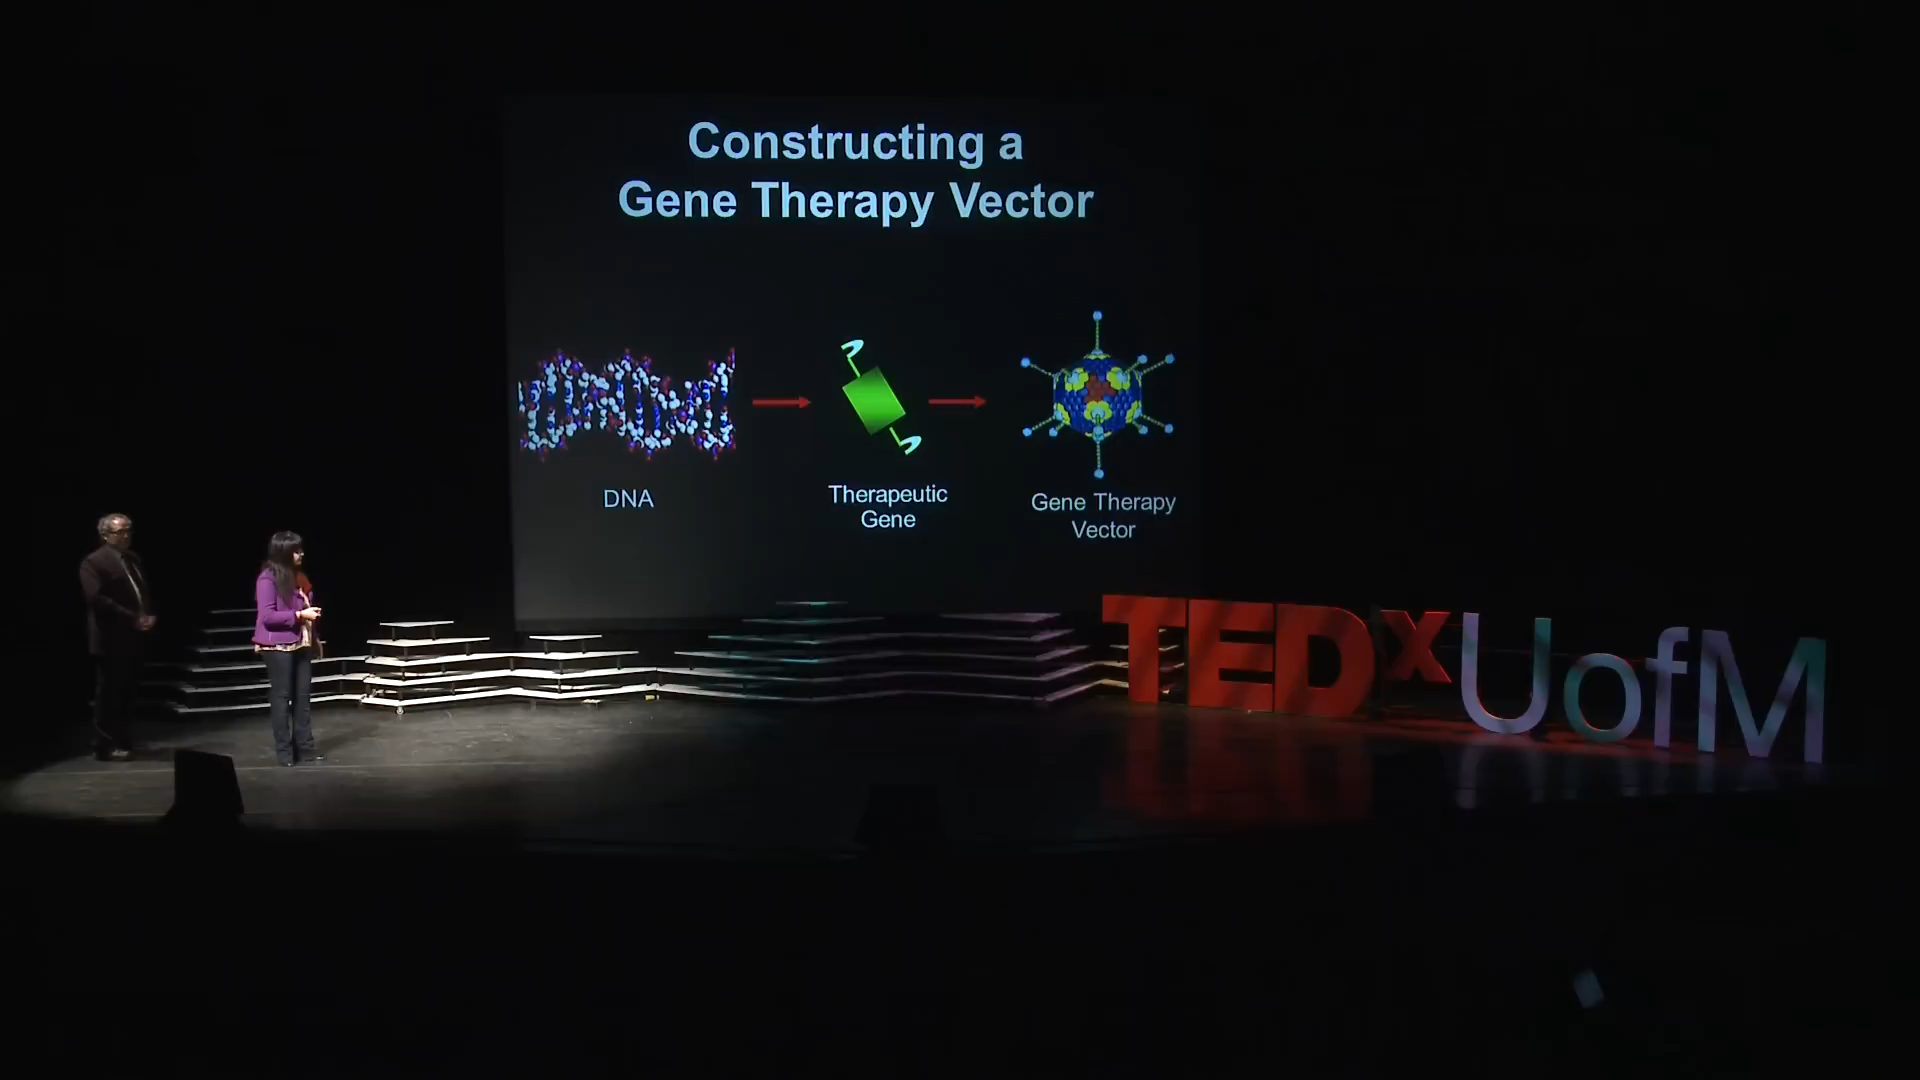 Constructing a
Gene Therapy Vector
DNA
Therapeutic
Gene
Gene Therapy
Vector
TEDxUofM